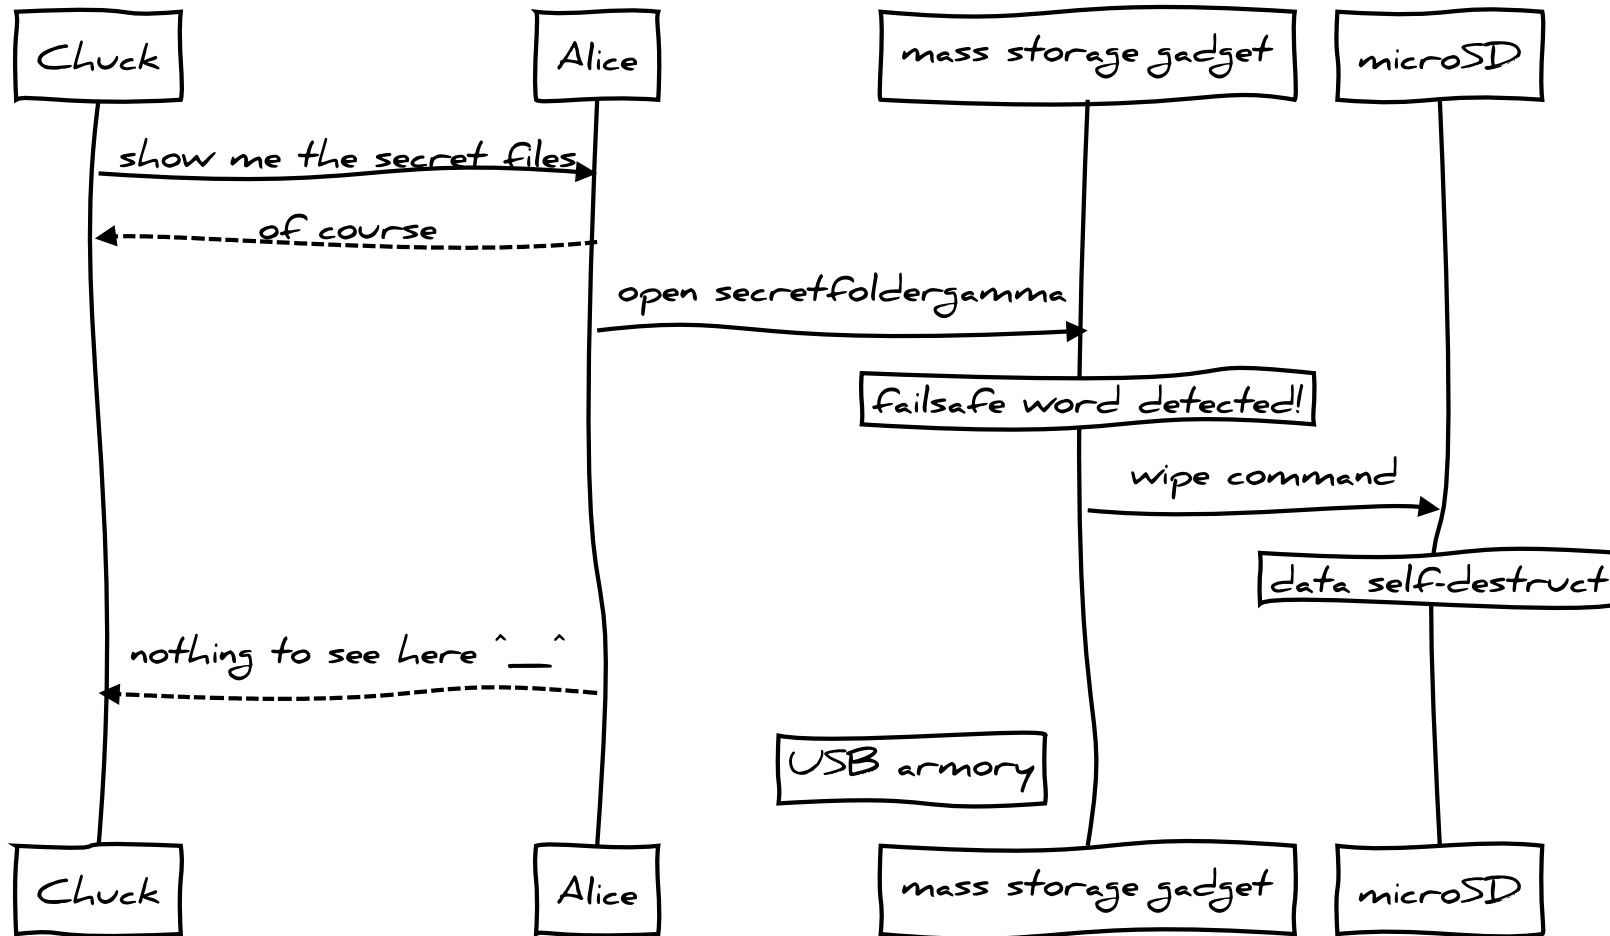 Chuck
Alice
mass storage gadget
microSD
show me the secret files
of course
open secretfoldergamma
failsafe word detected!
wipe command
data self-destruct
nothing to see here ^__^
USB armory
Chuck
Alice
mass storage gadget
microSD